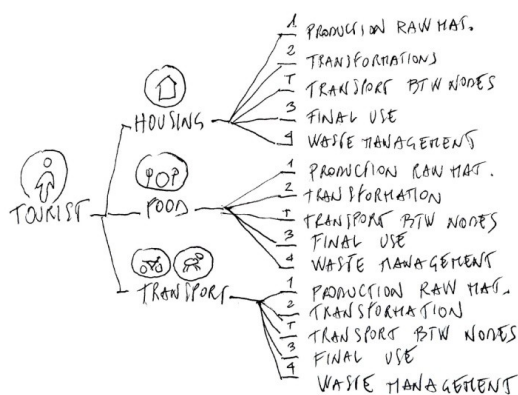 TOURIST
HOUSING
1 PRODUCTION RAW MAT.
2 TRANSFORMATIONS
T TRANSPORT BTW NODES
3 FINAL USE
4 WASTE MANAGEMENT
FOOD
1 PRODUCTION RAW MAT.
2 TRANSFORMATION
T TRANSPORT BTW NODES
3 FINAL USE
4 WASTE MANAGEMENT
TRANSPORT
1 PRODUCTION RAW MAT.
2 TRANSFORMATION
T TRANSPORT BTW NODES
3 FINAL USE
4 WASTE MANAGEMENT